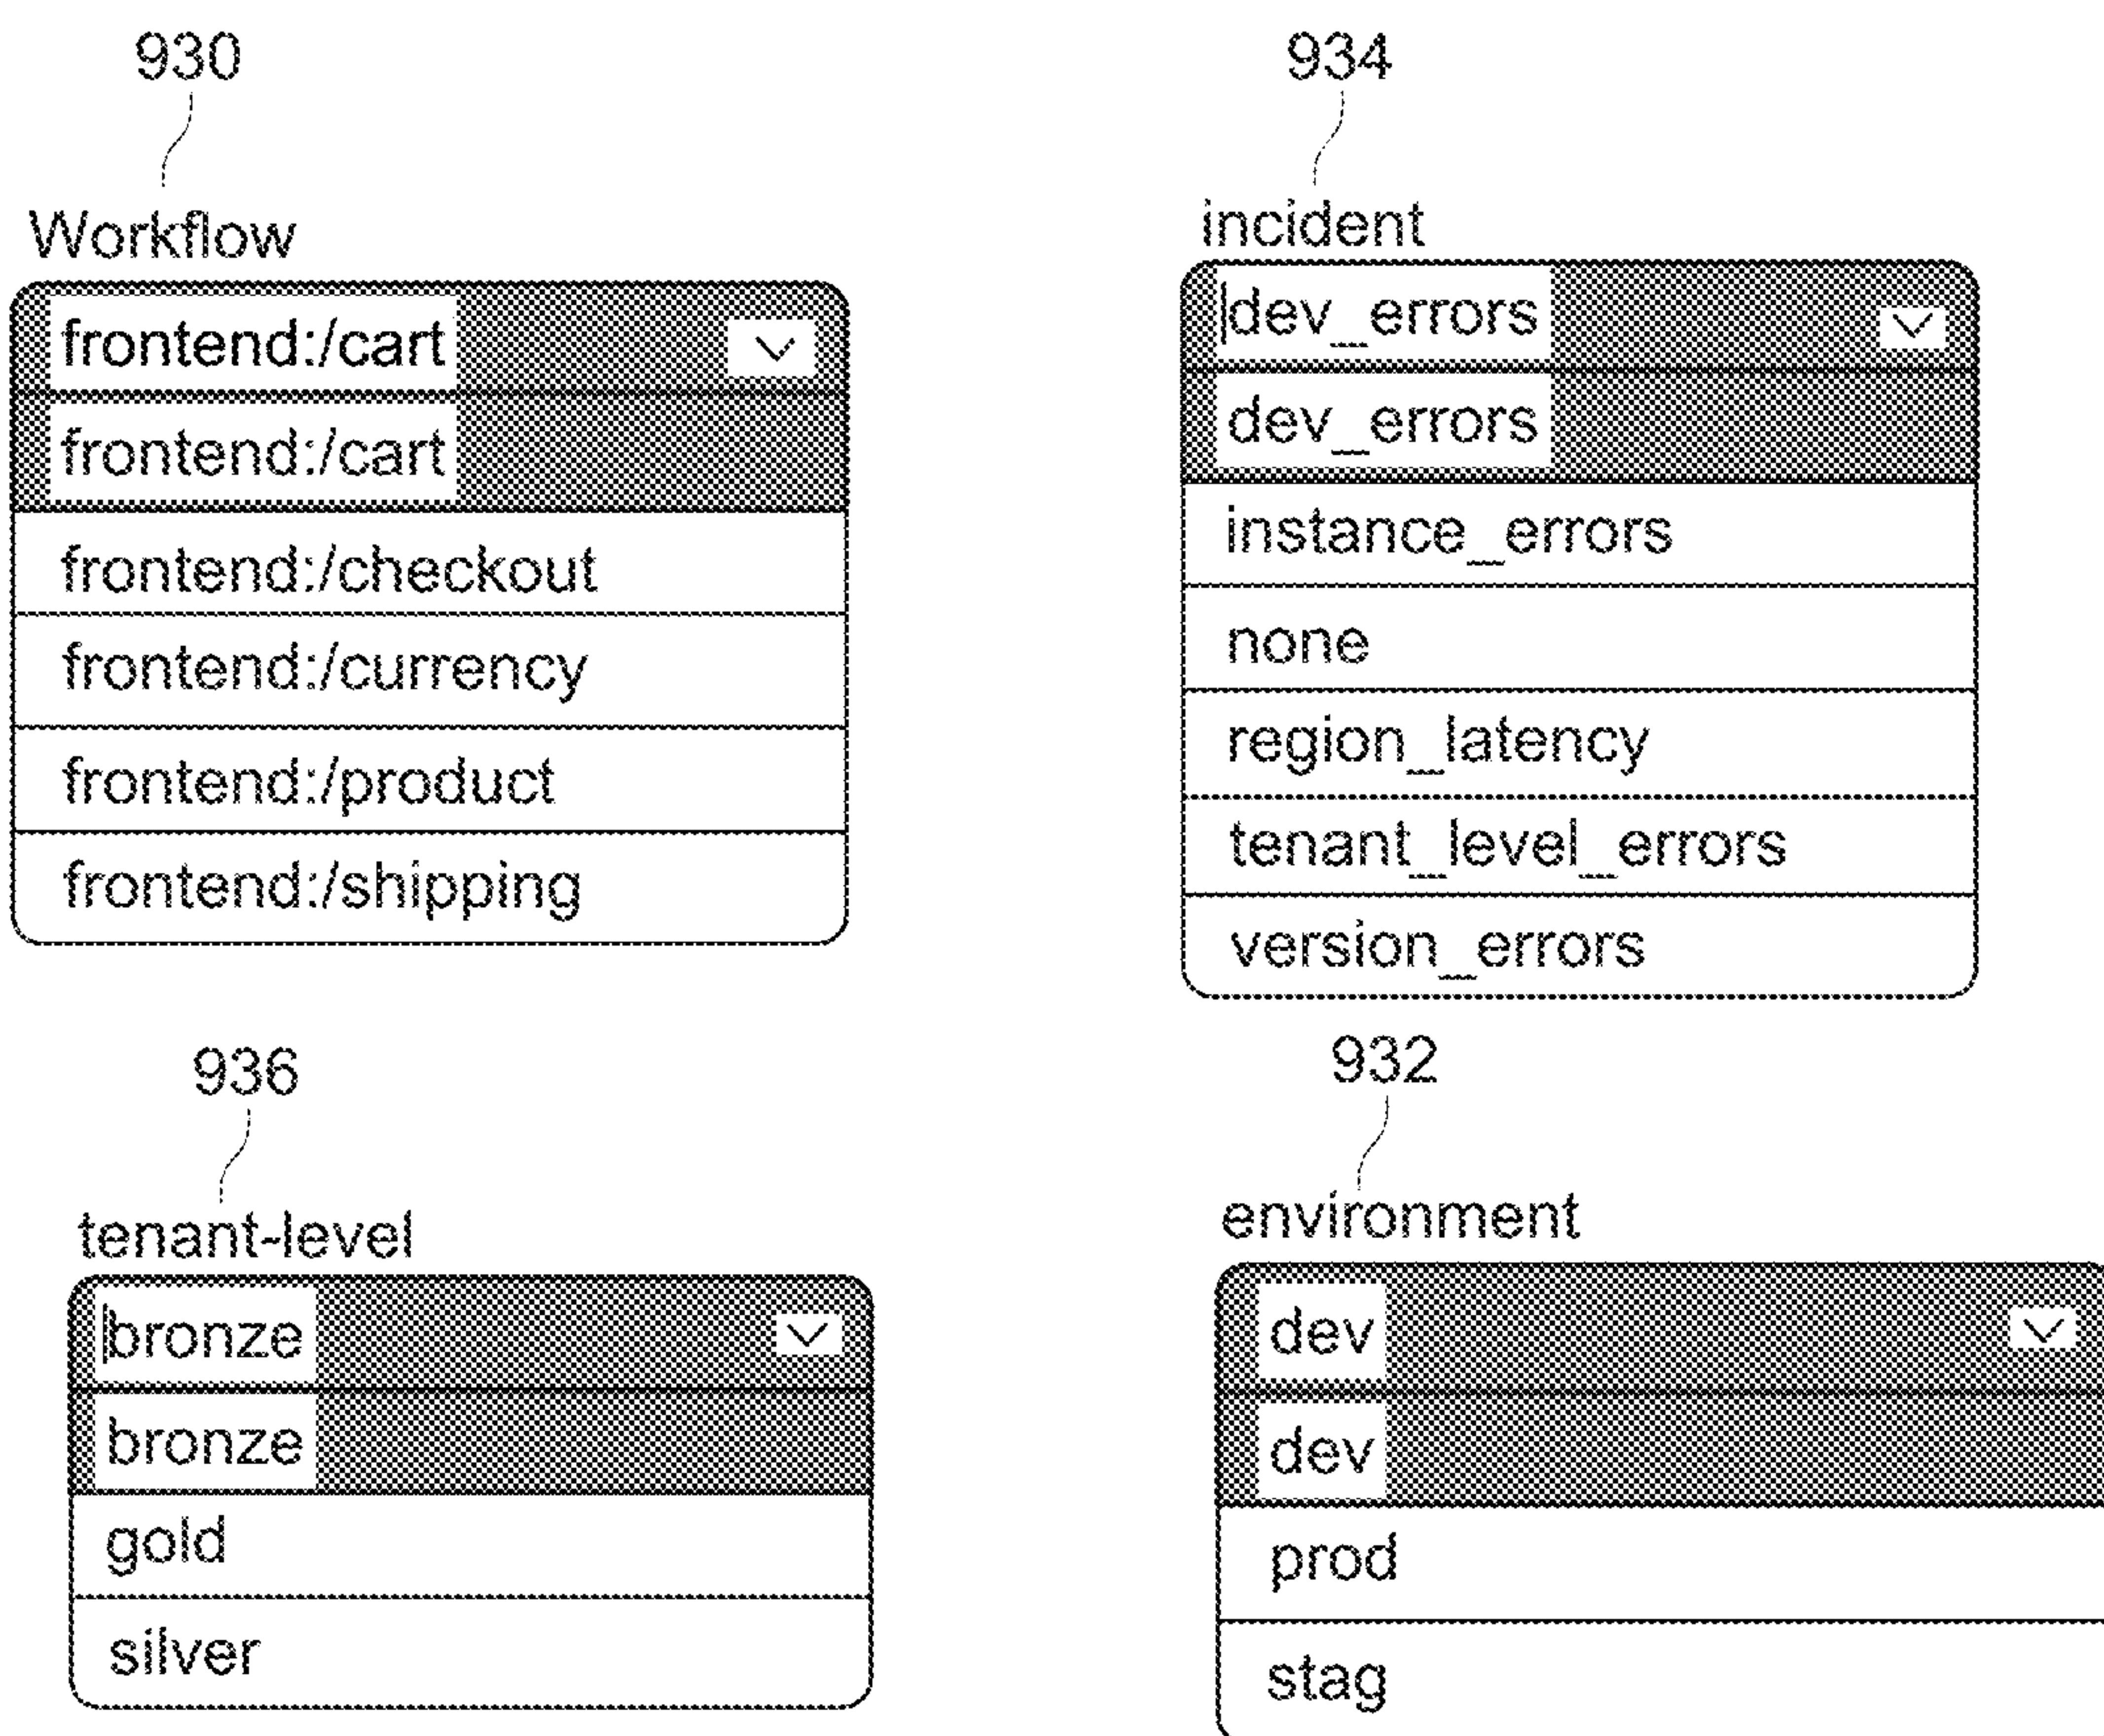 930
Workflow
frontend:/cart
frontend:/cart
frontend:/checkout
frontend:/currency
frontend:/product
frontend:/shipping
934
incident
dev_errors
dev_errors
instance_errors
none
region_latency
tenant_level_errors
version_errors
936
tenant-level
bronze
bronze
gold
silver
932
environment
dev
dev
prod
stag